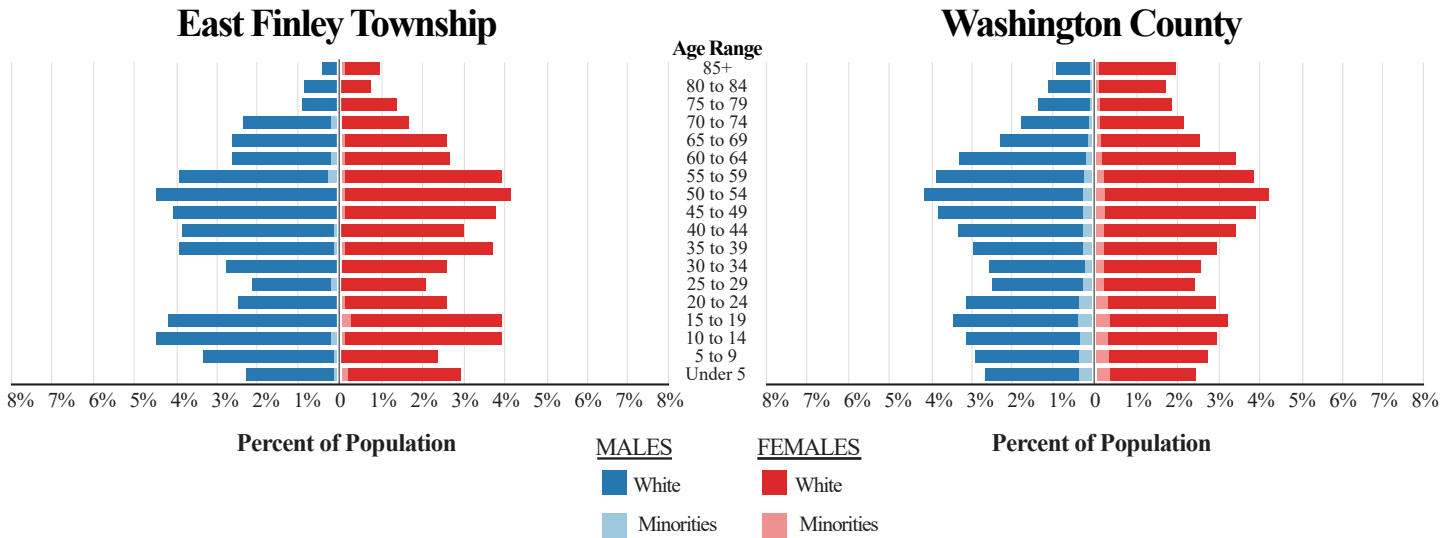 East Finley Township
Washington County
Age Range
85+
80 to 84
75 to 79
70 to 74
65 to 69
60 to 64
55 to 59
50 to 54
45 to 49
40 to 44
35 to 39
30 to 34
25 to 29
20 to 24
15 to 19
10 to 14
5 to 9
Under 5
8% 7% 6% 5% 4% 3% 2% 1% 0 1% 2% 3% 4% 5% 6% 7% 8%
8% 7% 6% 5% 4% 3% 2% 1% 0 1% 2% 3% 4% 5% 6% 7% 8%
Percent of Population
Percent of Population
MALES
FEMALES
White
White
Minorities
Minorities